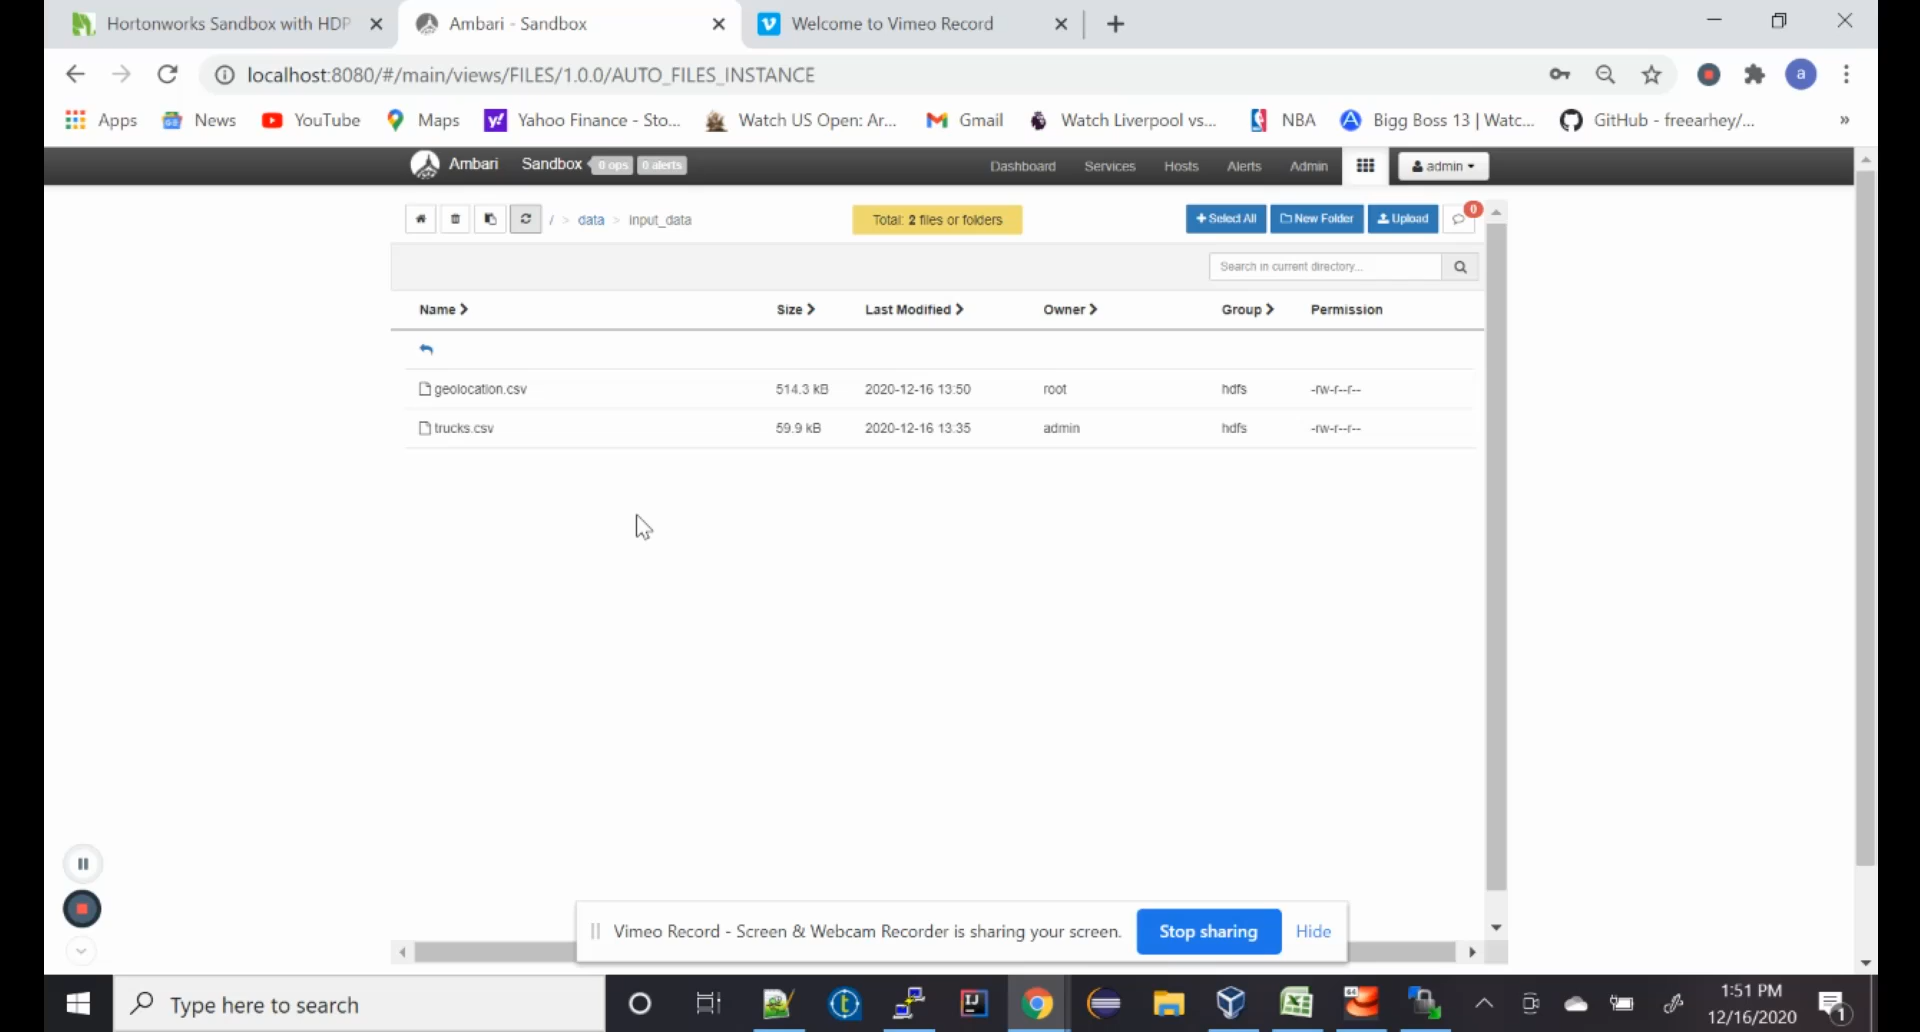 Hortonworks Sandbox with HDP
Ambari - Sandbox
Welcome to Vimeo Record
localhost:8080/#/main/views/FILES/1.0.0/AUTO_FILES_INSTANCE
a
Apps
News
YouTube
Maps
Yahoo Finance - Sto...
Watch US Open: Ar...
Gmail
Watch Liverpool vs...
NBA
Bigg Boss 13 | Watc...
GitHub - freearhey/...
»
Ambari Sandbox 0 ops 0 alerts
Dashboard Services Hosts Alerts Admin admin
/ > data > input_data
Total: 2 files or folders
+ Select All New Folder Upload 0
Search in current directory...
Name Size Last Modified Owner Group Permission
geolocation.csv 514.3 kB 2020-12-16 13:50 root hdfs -rw-r--r--
trucks.csv 59.9 kB 2020-12-16 13:35 admin hdfs -rw-r--r--
Vimeo Record - Screen & Webcam Recorder is sharing your screen. Stop sharing Hide
Type here to search
1:51 PM
12/16/2020
1